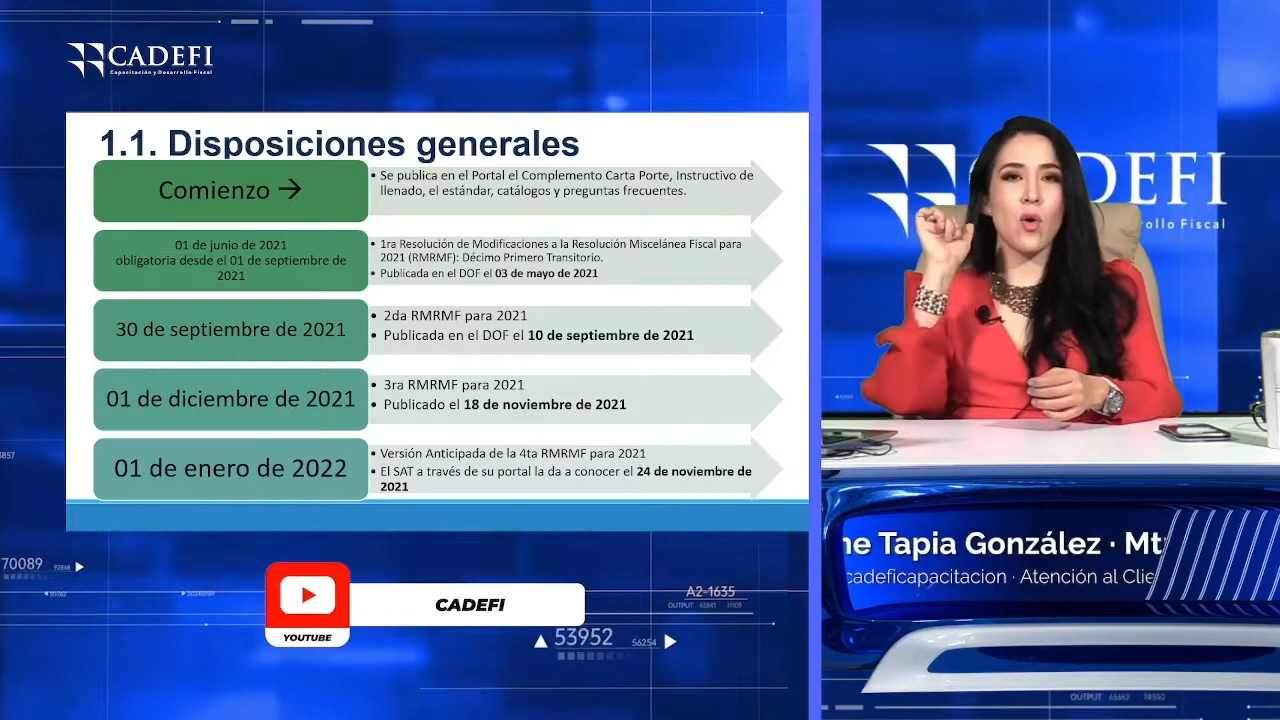 CADEFI
Capacitación y Desarrollo Fiscal
1.1. Disposiciones generales
Comienzo →
• Se publica en el Portal el Complemento Carta Porte, Instructivo de
llenado, el estándar, catálogos y preguntas frecuentes.
01 de junio de 2021
obligatoria desde el 01 de septiembre de
2021
• 1ra Resolución de Modificaciones a la Resolución Miscelánea Fiscal para
2021 (RMRMF): Décimo Primero Transitorio.
• Publicada en el DOF el 03 de mayo de 2021
30 de septiembre de 2021
• 2da RMRMF para 2021
• Publicada en el DOF el 10 de septiembre de 2021
01 de diciembre de 2021
• 3ra RMRMF para 2021
• Publicado el 18 de noviembre de 2021
01 de enero de 2022
• Versión Anticipada de la 4ta RMRMF para 2021
• El SAT a través de su portal la da a conocer el 24 de noviembre de
2021
DEFI
ollo Fiscal
ne Tapia González · Mt
cadeficapacitacion · Atención al Clie
YOUTUBE
CADEFI
70089
A2-1635
OUTPUT
53952
56254
OUTPUT